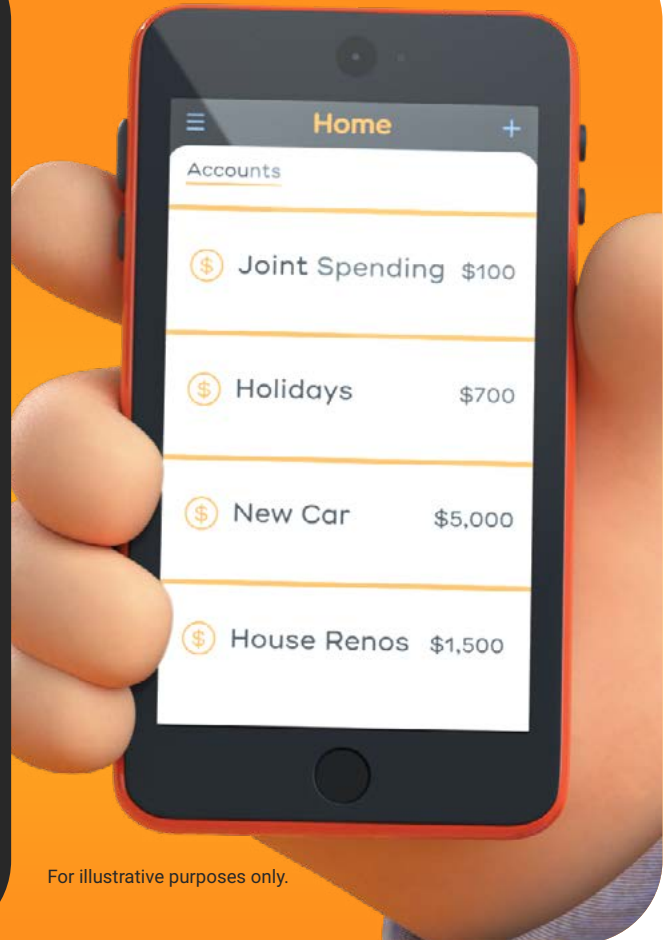 Home
Accounts
Joint Spending $100
Holidays $700
New Car $5,000
House Renos $1,500
For illustrative purposes only.